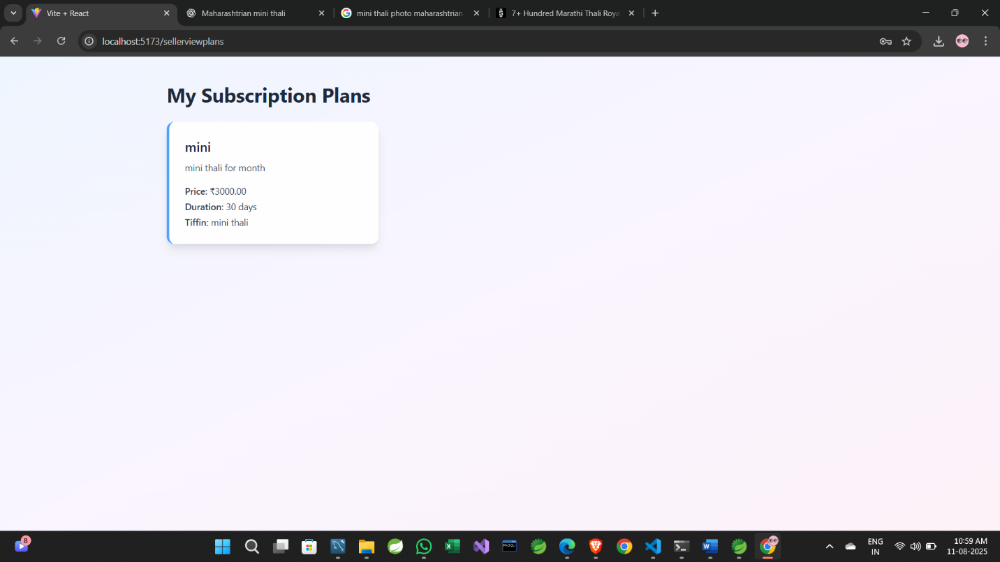 Vite + React
Maharashtrian mini thali
mini thali photo maharashtrian
7+ Hundred Marathi Thali Roya
localhost:5173/sellerviewplans
My Subscription Plans
mini
mini thali for month
Price: ₹3000.00
Duration: 30 days
Tiffin: mini thali
8
MySQL
ENG
IN
10:59 AM
11-08-2025